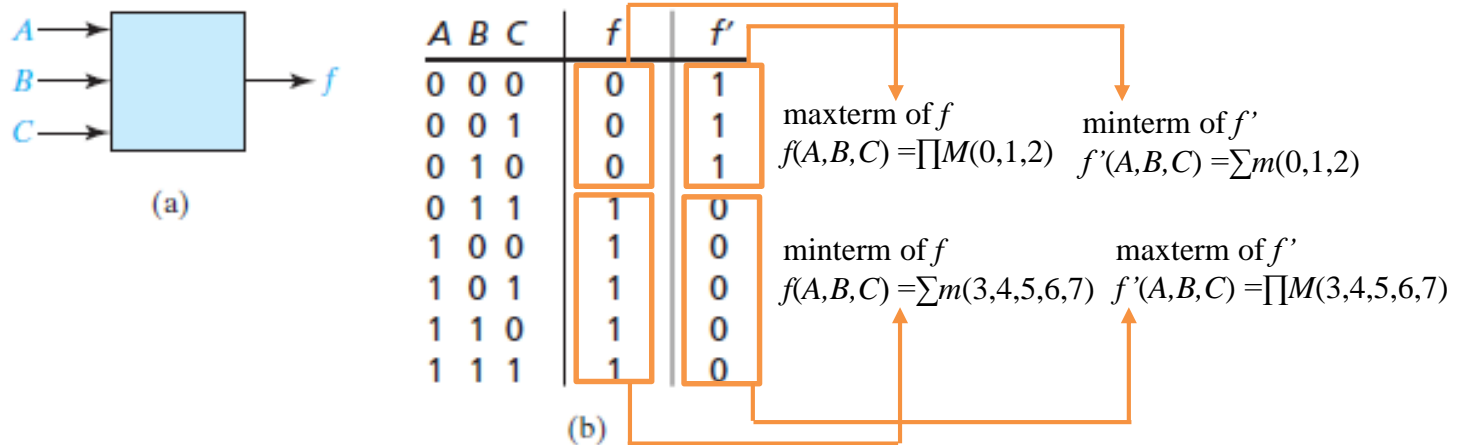 A
B
C
f
(a)
A B C f f'
0 0 0 0 1
0 0 1 0 1
0 1 0 0 1
0 1 1 1 0
1 0 0 1 0
1 0 1 1 0
1 1 0 1 0
1 1 1 1 0
(b)
maxterm of f
f(A,B,C) =∏M(0,1,2)
minterm of f'
f'(A,B,C) =∑m(0,1,2)
minterm of f
f(A,B,C) =∑m(3,4,5,6,7)
maxterm of f'
f'(A,B,C) =∏M(3,4,5,6,7)